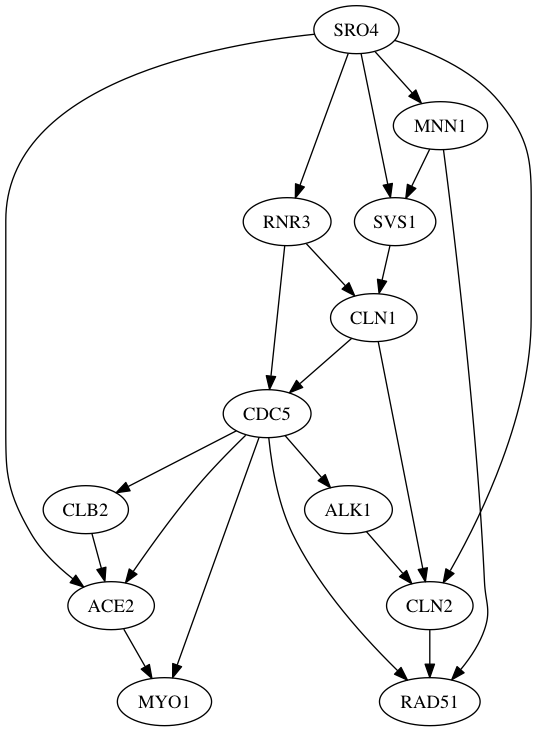 SRO4
MNN1
RNR3
SVS1
CLN1
CDC5
CLB2
ALK1
ACE2
CLN2
MYO1
RAD51